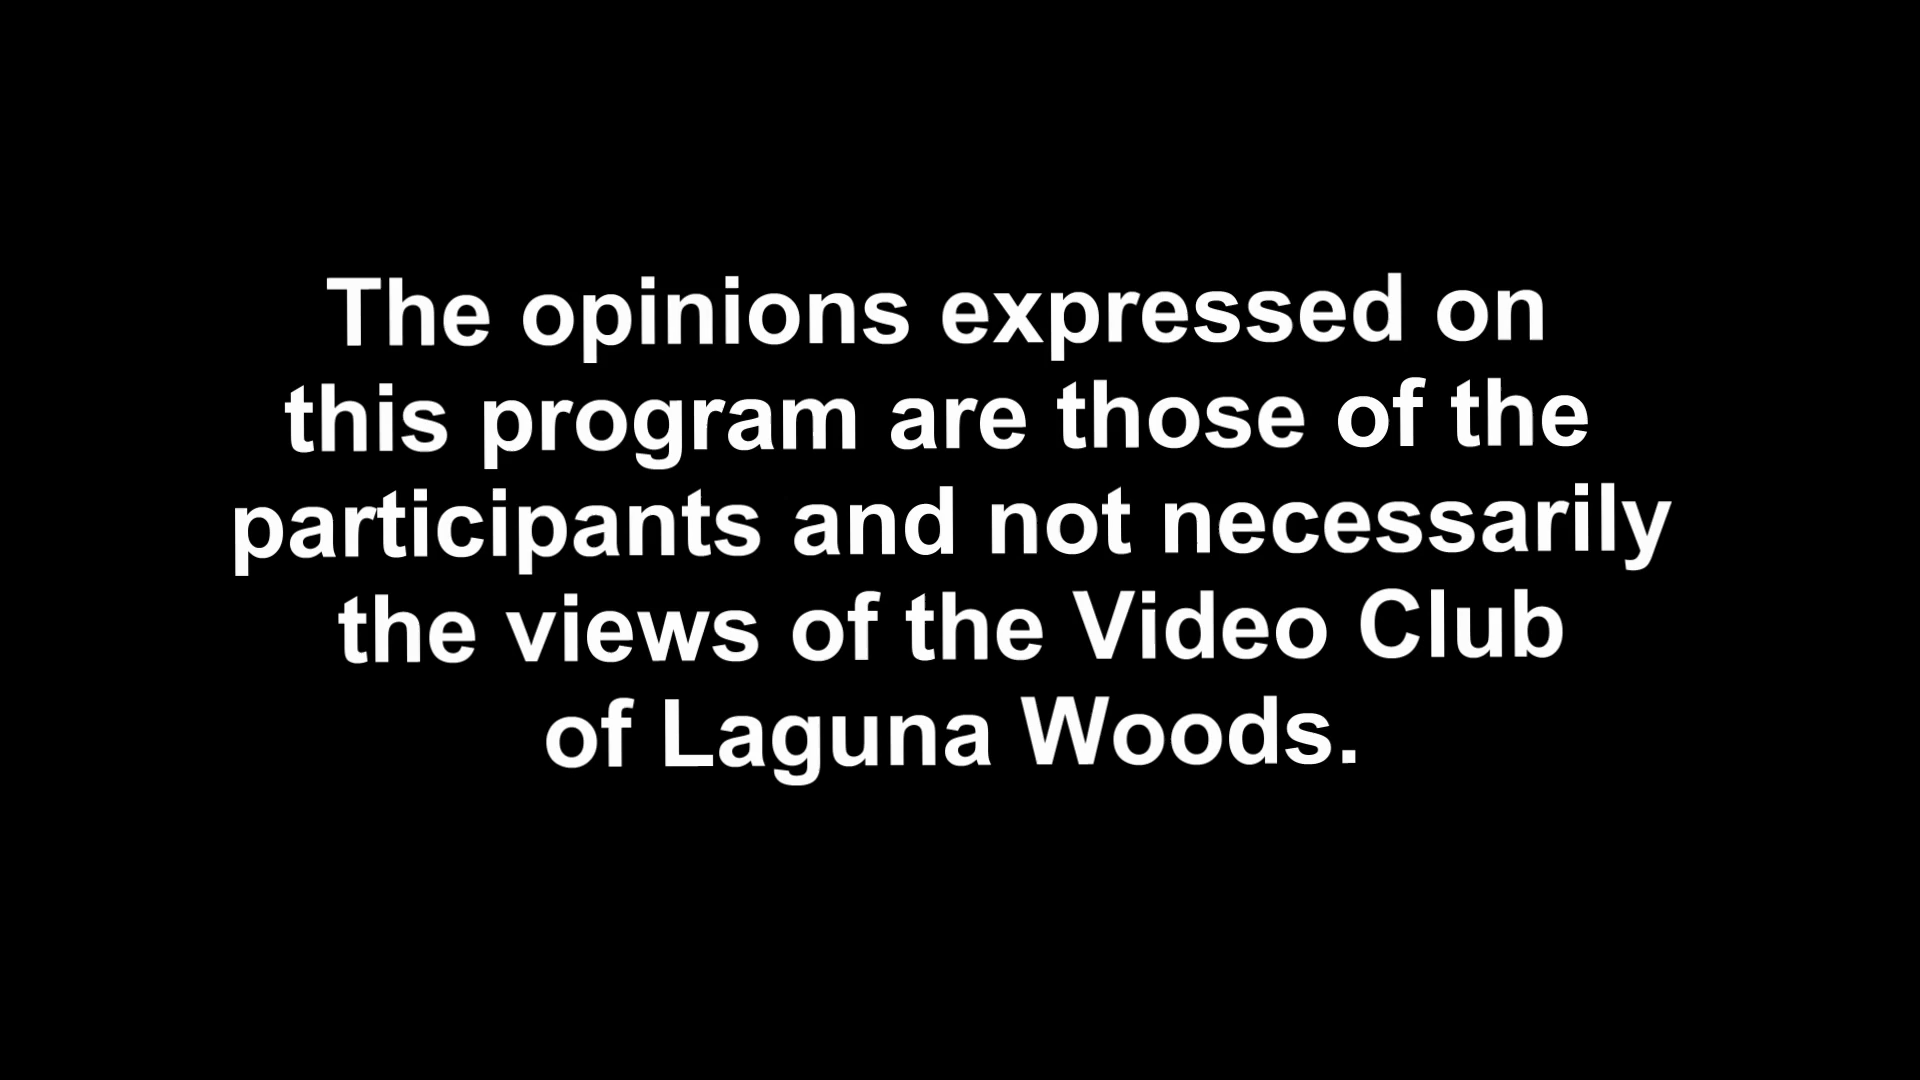 The opinions expressed on
this program are those of the
participants and not necessarily
the views of the Video Club
of Laguna Woods.